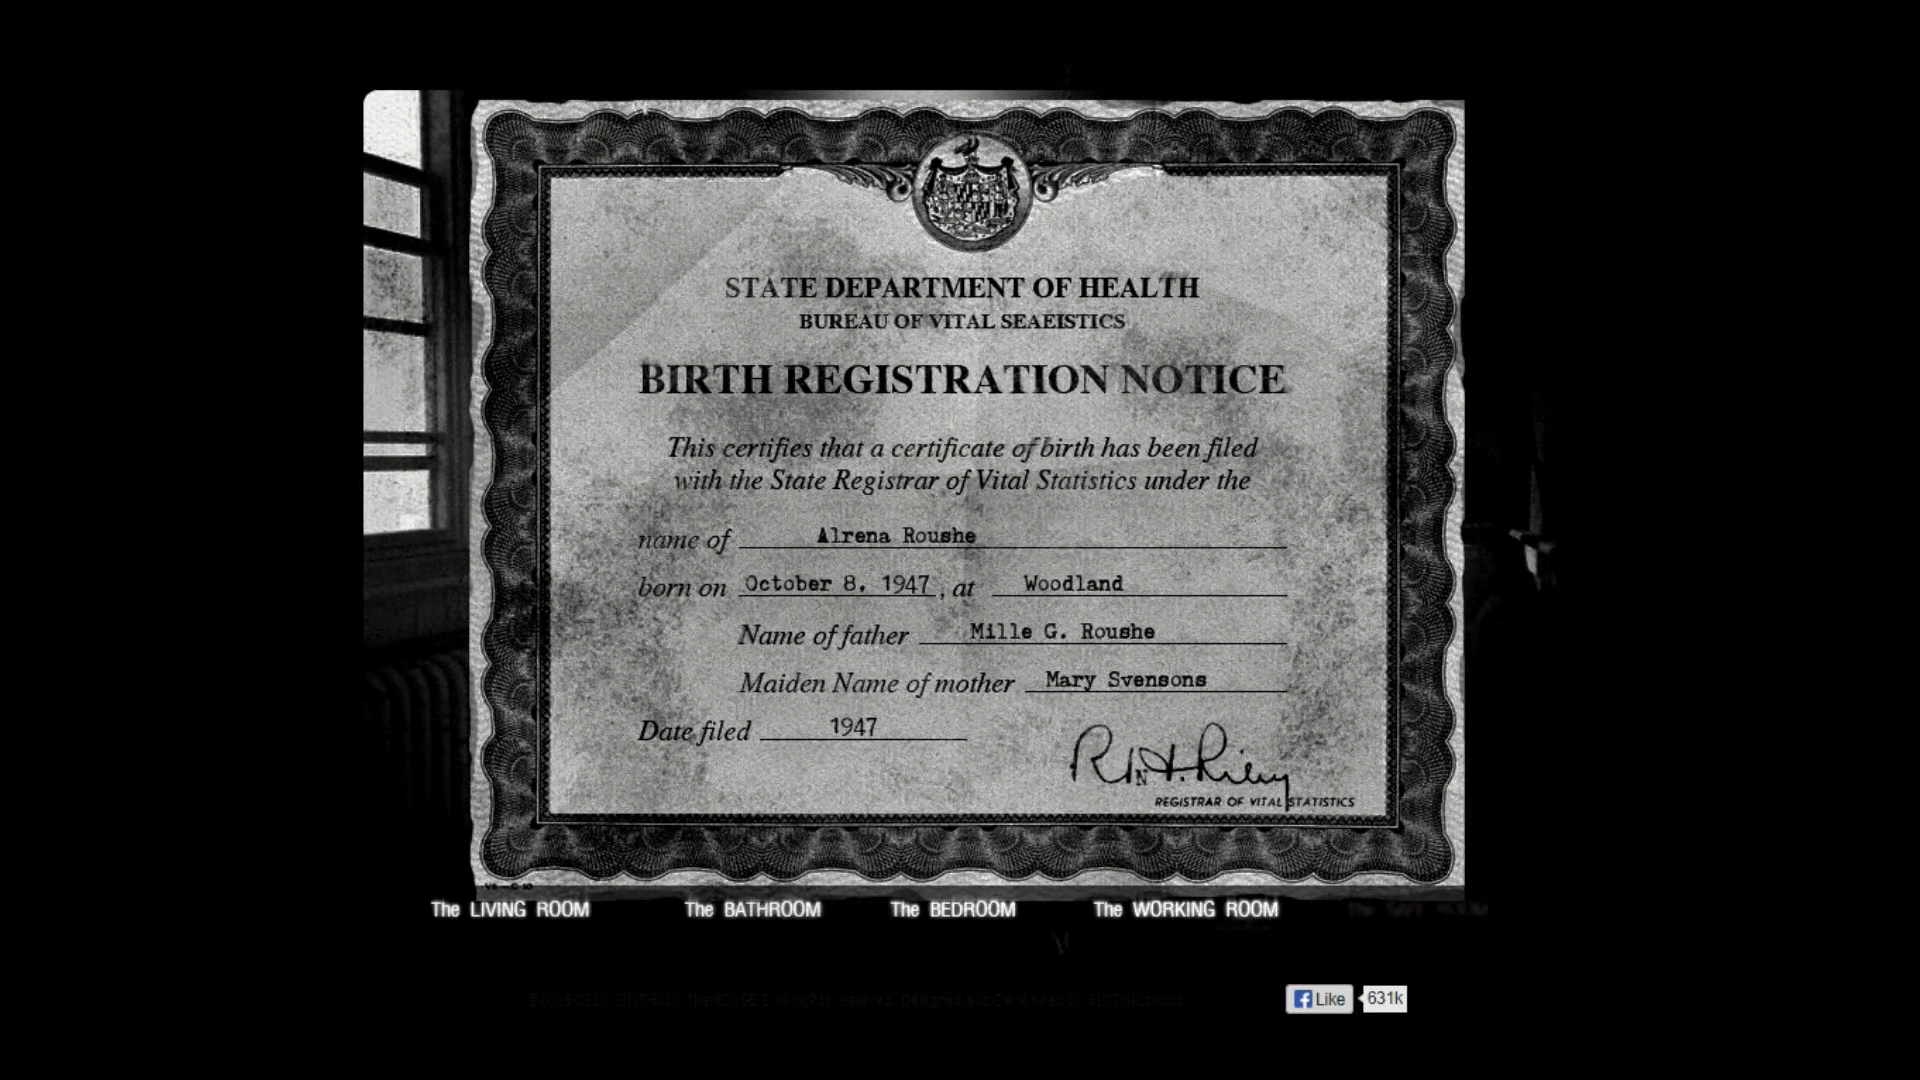 STATE DEPARTMENT OF HEALTH
BUREAU OF VITAL SEAEISTICS
BIRTH REGISTRATION NOTICE
This certifies that a certificate of birth has been filed
with the State Registrar of Vital Statistics under the
name of Alrena Roushe
born on October 8, 1947, at Woodland
Name of father Mille G. Roushe
Maiden Name of mother Mary Svensons
Date filed 1947
REGISTRAR OF VITAL STATISTICS
The LIVING ROOM The BATHROOM The BEDROOM The WORKING ROOM
Like 631k